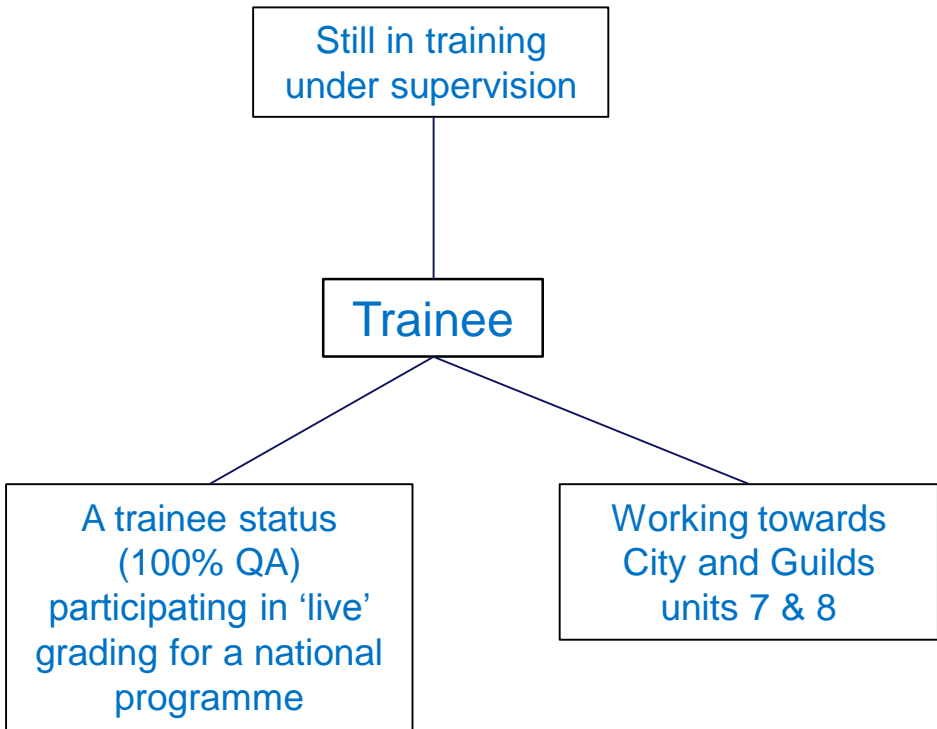 Still in training
under supervision
Trainee
A trainee status
(100% QA)
participating in ‘live’
grading for a national
programme
Working towards
City and Guilds
units 7 & 8